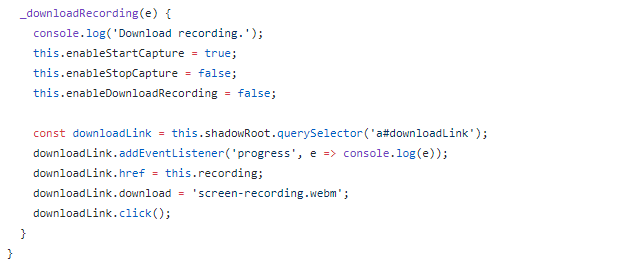 _downloadRecording(e) {
console.log('Download recording.');
this.enableStartCapture = true;
this.enableStopCapture = false;
this.enableDownloadRecording = false;
const downloadLink = this.shadowRoot.querySelector('a#downloadLink');
downloadLink.addEventListener('progress', e => console.log(e));
downloadLink.href = this.recording;
downloadLink.download = 'screen-recording.webm';
downloadLink.click();
}
}